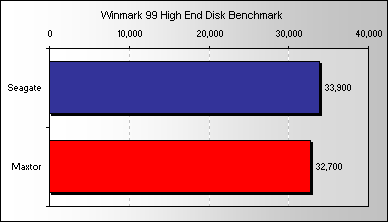 Winmark 99 High End Disk Benchmark
0 10,000 20,000 30,000 40,000
Seagate 33,900
Maxtor 32,700